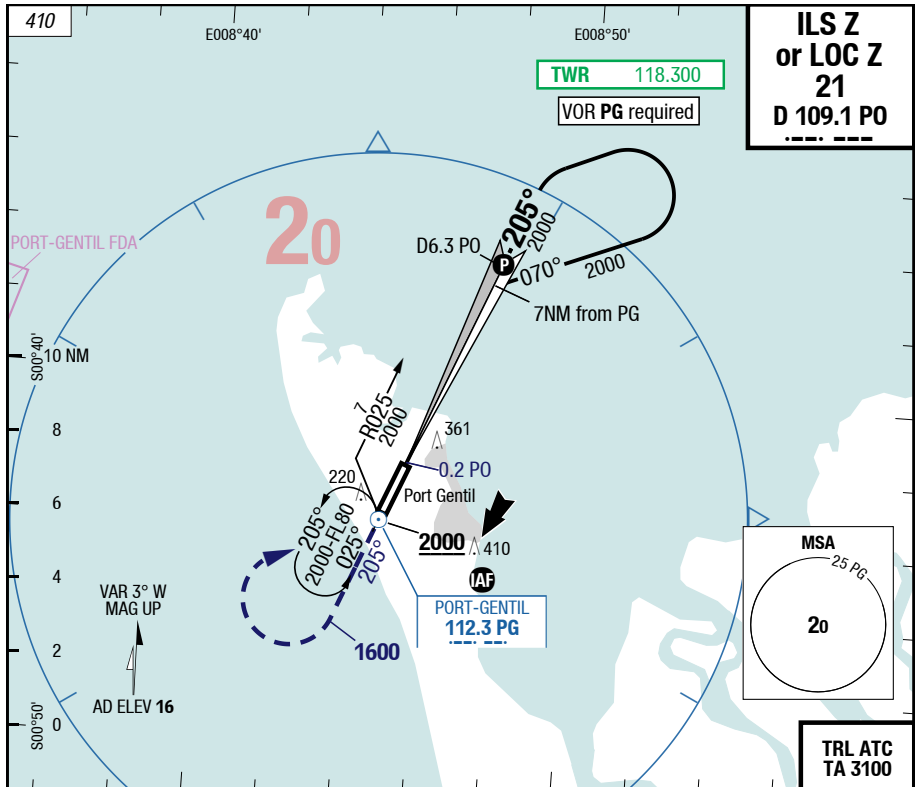 410
E008°40'
E008°50'
ILS Z
or LOC Z
21
D 109.1 PO
TWR 118.300
VOR PG required
20
PORT-GENTIL FDA
D6.3 PO
P
205°
2000
070°
2000
7NM from PG
S00°40'
10 NM
8
6
4
2
0
S00°50'
7
R025
2000
361
0.2 PO
220
Port Gentil
205°
2000-FL80
025°
205°
2000
410
IAF
PORT-GENTIL
112.3 PG
1600
VAR 3° W
MAG UP
AD ELEV 16
MSA
25 PG
20
TRL ATC
TA 3100